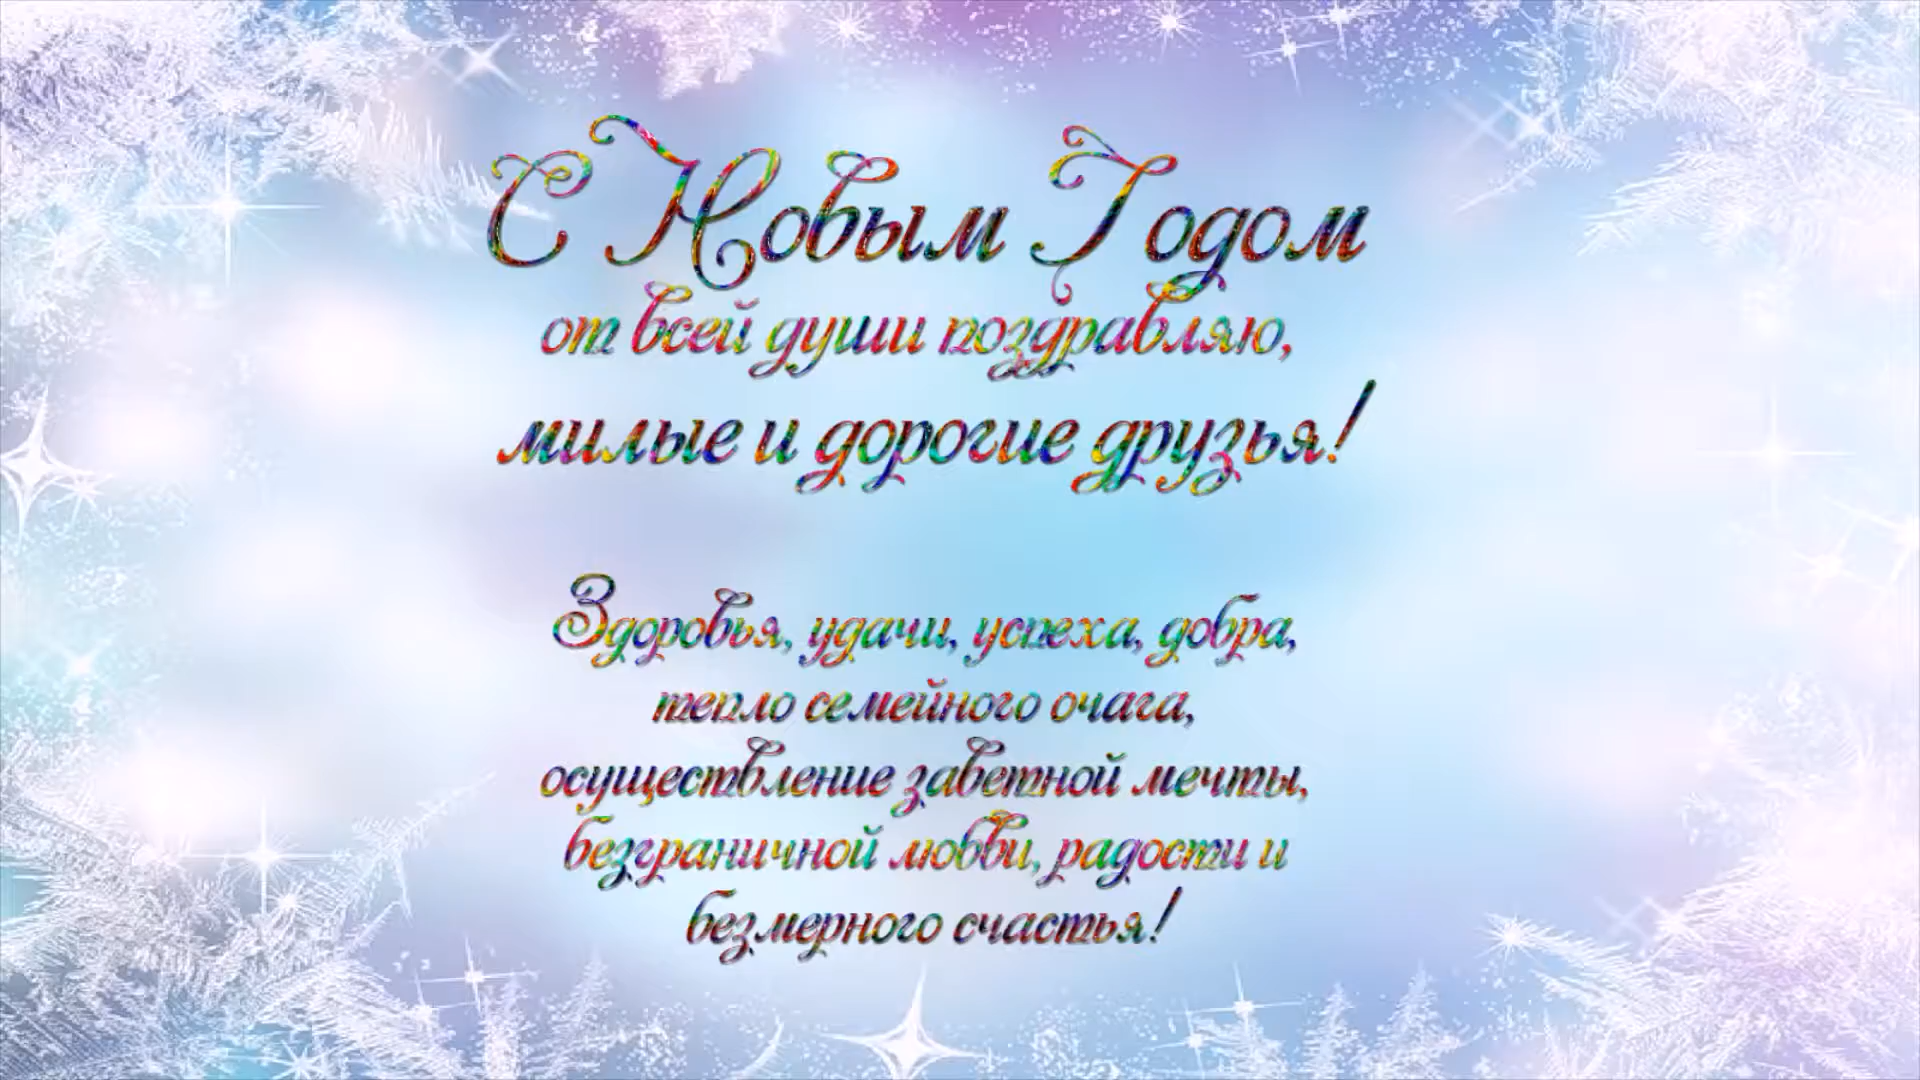 С Новым Годом
от всей души поздравляю,
милые и дорогие друзья!
Здоровья, удачи, успеха, добра,
тепло семейного очага,
осуществление заветной мечты,
безграничной любви, радости и
безмерного счастья!